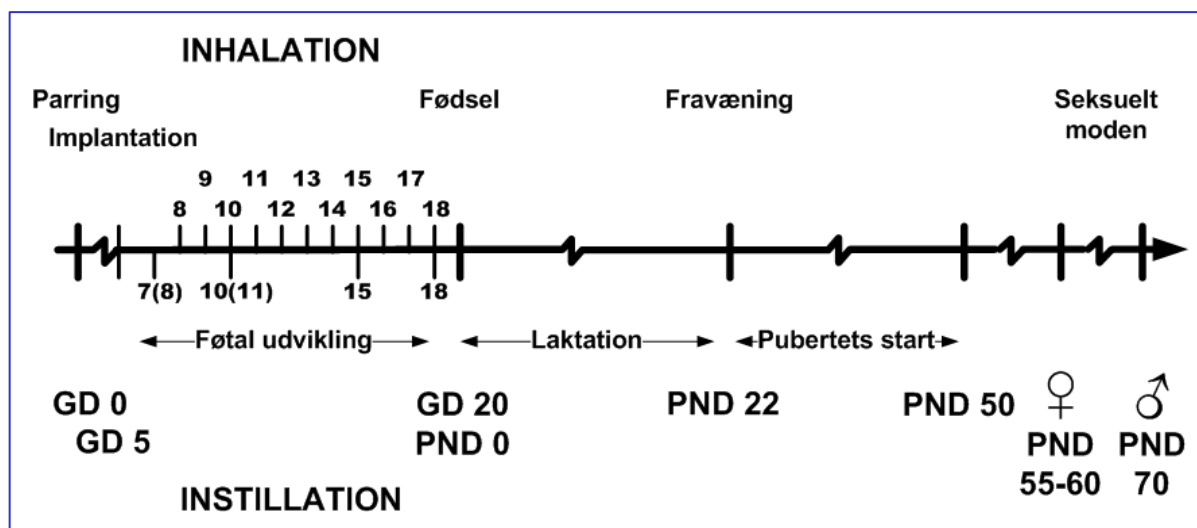 INHALATION
Parring Fødsel Fravæning Seksuelt
Implantation moden
9 11 13 15 17
8 10 12 14 16 18
7(8) 10(11) 15 18
Føtal udvikling Laktation Pubertets start
GD 0 GD 20 PND 22 PND 50 ♀ ♂
GD 5 PND 0 PND PND
55-60 70
INSTILLATION